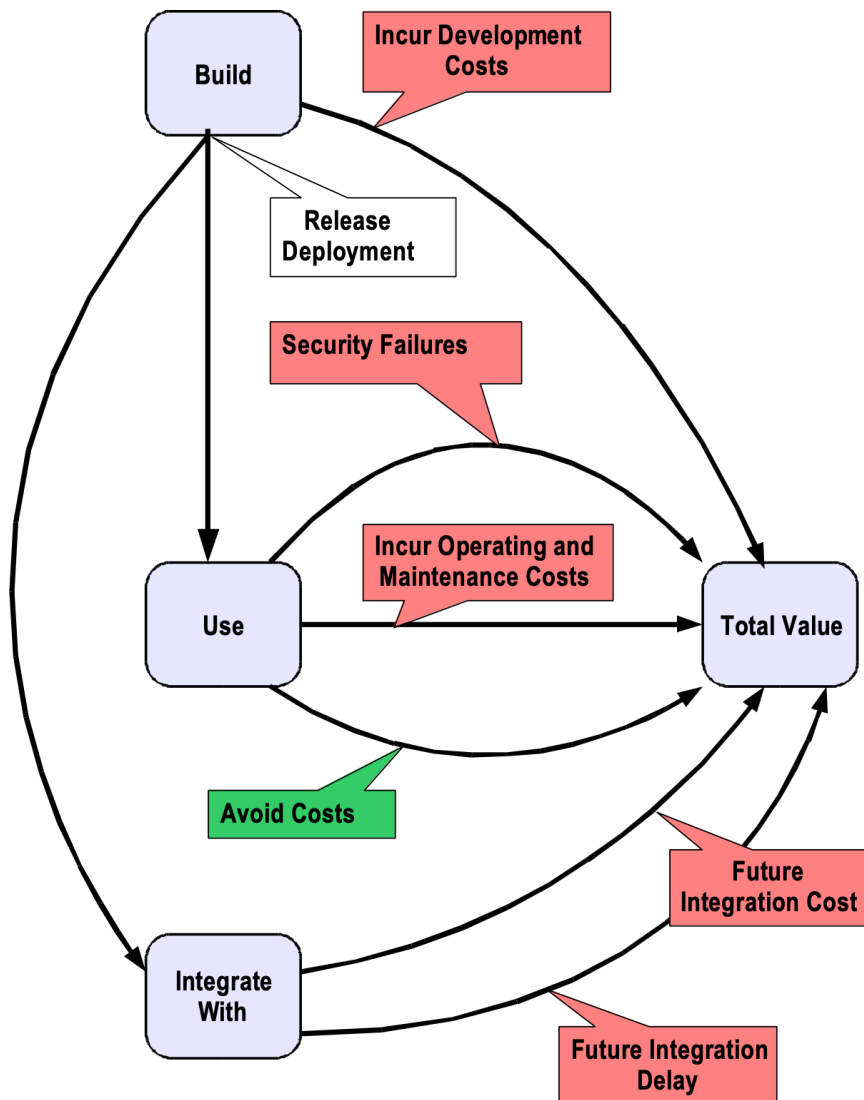 Incur Development
Costs
Build
Release
Deployment
Security Failures
Incur Operating and
Maintenance Costs
Use
Total Value
Avoid Costs
Future
Integration Cost
Integrate
With
Future Integration
Delay